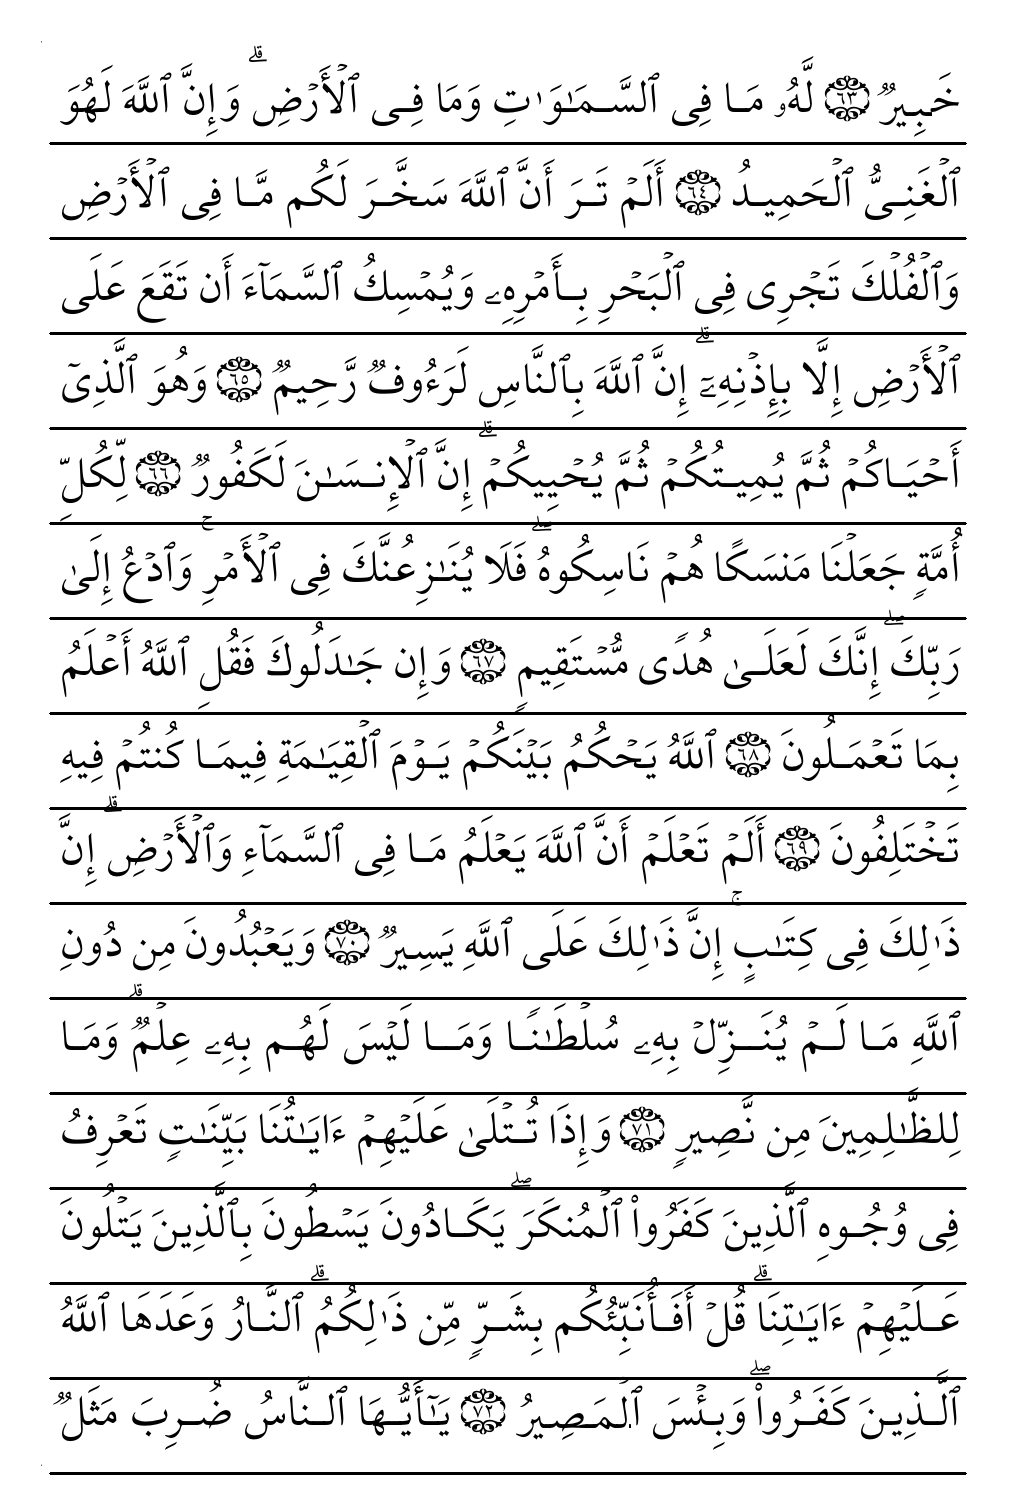 خَبِيرٌ ﴿٦٣﴾ لَّهُۥ مَا فِى ٱلسَّمَـٰوَٰتِ وَمَا فِى ٱلْأَرْضِ ۗ وَإِنَّ ٱللَّهَ لَهُوَ
ٱلْغَنِىُّ ٱلْحَمِيدُ ﴿٦٤﴾ أَلَمْ تَرَ أَنَّ ٱللَّهَ سَخَّرَ لَكُم مَّا فِى ٱلْأَرْضِ
وَٱلْفُلْكَ تَجْرِى فِى ٱلْبَحْرِ بِأَمْرِهِۦ وَيُمْسِكُ ٱلسَّمَآءَ أَن تَقَعَ عَلَى
ٱلْأَرْضِ إِلَّا بِإِذْنِهِۦٓ ۗ إِنَّ ٱللَّهَ بِٱلنَّاسِ لَرَءُوفٌ رَّحِيمٌ ﴿٦٥﴾ وَهُوَ ٱلَّذِىٓ
أَحْيَاكُمْ ثُمَّ يُمِيتُكُمْ ثُمَّ يُحْيِيكُمْ ۗ إِنَّ ٱلْإِنسَـٰنَ لَكَفُورٌ ﴿٦٦﴾ لِّكُلِّ
أُمَّةٍ جَعَلْنَا مَنسَكًا هُمْ نَاسِكُوهُ ۖ فَلَا يُنَـٰزِعُنَّكَ فِى ٱلْأَمْرِ ۚ وَٱدْعُ إِلَىٰ
رَبِّكَ ۖ إِنَّكَ لَعَلَىٰ هُدًى مُّسْتَقِيمٍ ﴿٦٧﴾ وَإِن جَـٰدَلُوكَ فَقُلِ ٱللَّهُ أَعْلَمُ
بِمَا تَعْمَلُونَ ﴿٦٨﴾ ٱللَّهُ يَحْكُمُ بَيْنَكُمْ يَوْمَ ٱلْقِيَـٰمَةِ فِيمَا كُنتُمْ فِيهِ
تَخْتَلِفُونَ ﴿٦٩﴾ أَلَمْ تَعْلَمْ أَنَّ ٱللَّهَ يَعْلَمُ مَا فِى ٱلسَّمَآءِ وَٱلْأَرْضِ ۗ إِنَّ
ذَٰلِكَ فِى كِتَـٰبٍ ۚ إِنَّ ذَٰلِكَ عَلَى ٱللَّهِ يَسِيرٌ ﴿٧٠﴾ وَيَعْبُدُونَ مِن دُونِ
ٱللَّهِ مَا لَمْ يُنَزِّلْ بِهِۦ سُلْطَـٰنًا وَمَا لَيْسَ لَهُم بِهِۦ عِلْمٌ ۗ وَمَا
لِلظَّـٰلِمِينَ مِن نَّصِيرٍ ﴿٧١﴾ وَإِذَا تُتْلَىٰ عَلَيْهِمْ ءَايَـٰتُنَا بَيِّنَـٰتٍ تَعْرِفُ
فِى وُجُوهِ ٱلَّذِينَ كَفَرُوا۟ ٱلْمُنكَرَ ۖ يَكَادُونَ يَسْطُونَ بِٱلَّذِينَ يَتْلُونَ
عَلَيْهِمْ ءَايَـٰتِنَا ۗ قُلْ أَفَأُنَبِّئُكُم بِشَرٍّ مِّن ذَٰلِكُمُ ۗ ٱلنَّارُ وَعَدَهَا ٱللَّهُ
ٱلَّذِينَ كَفَرُوا۟ ۖ وَبِئْسَ ٱلْمَصِيرُ ﴿٧٢﴾ يَـٰٓأَيُّهَا ٱلنَّاسُ ضُرِبَ مَثَلٌ